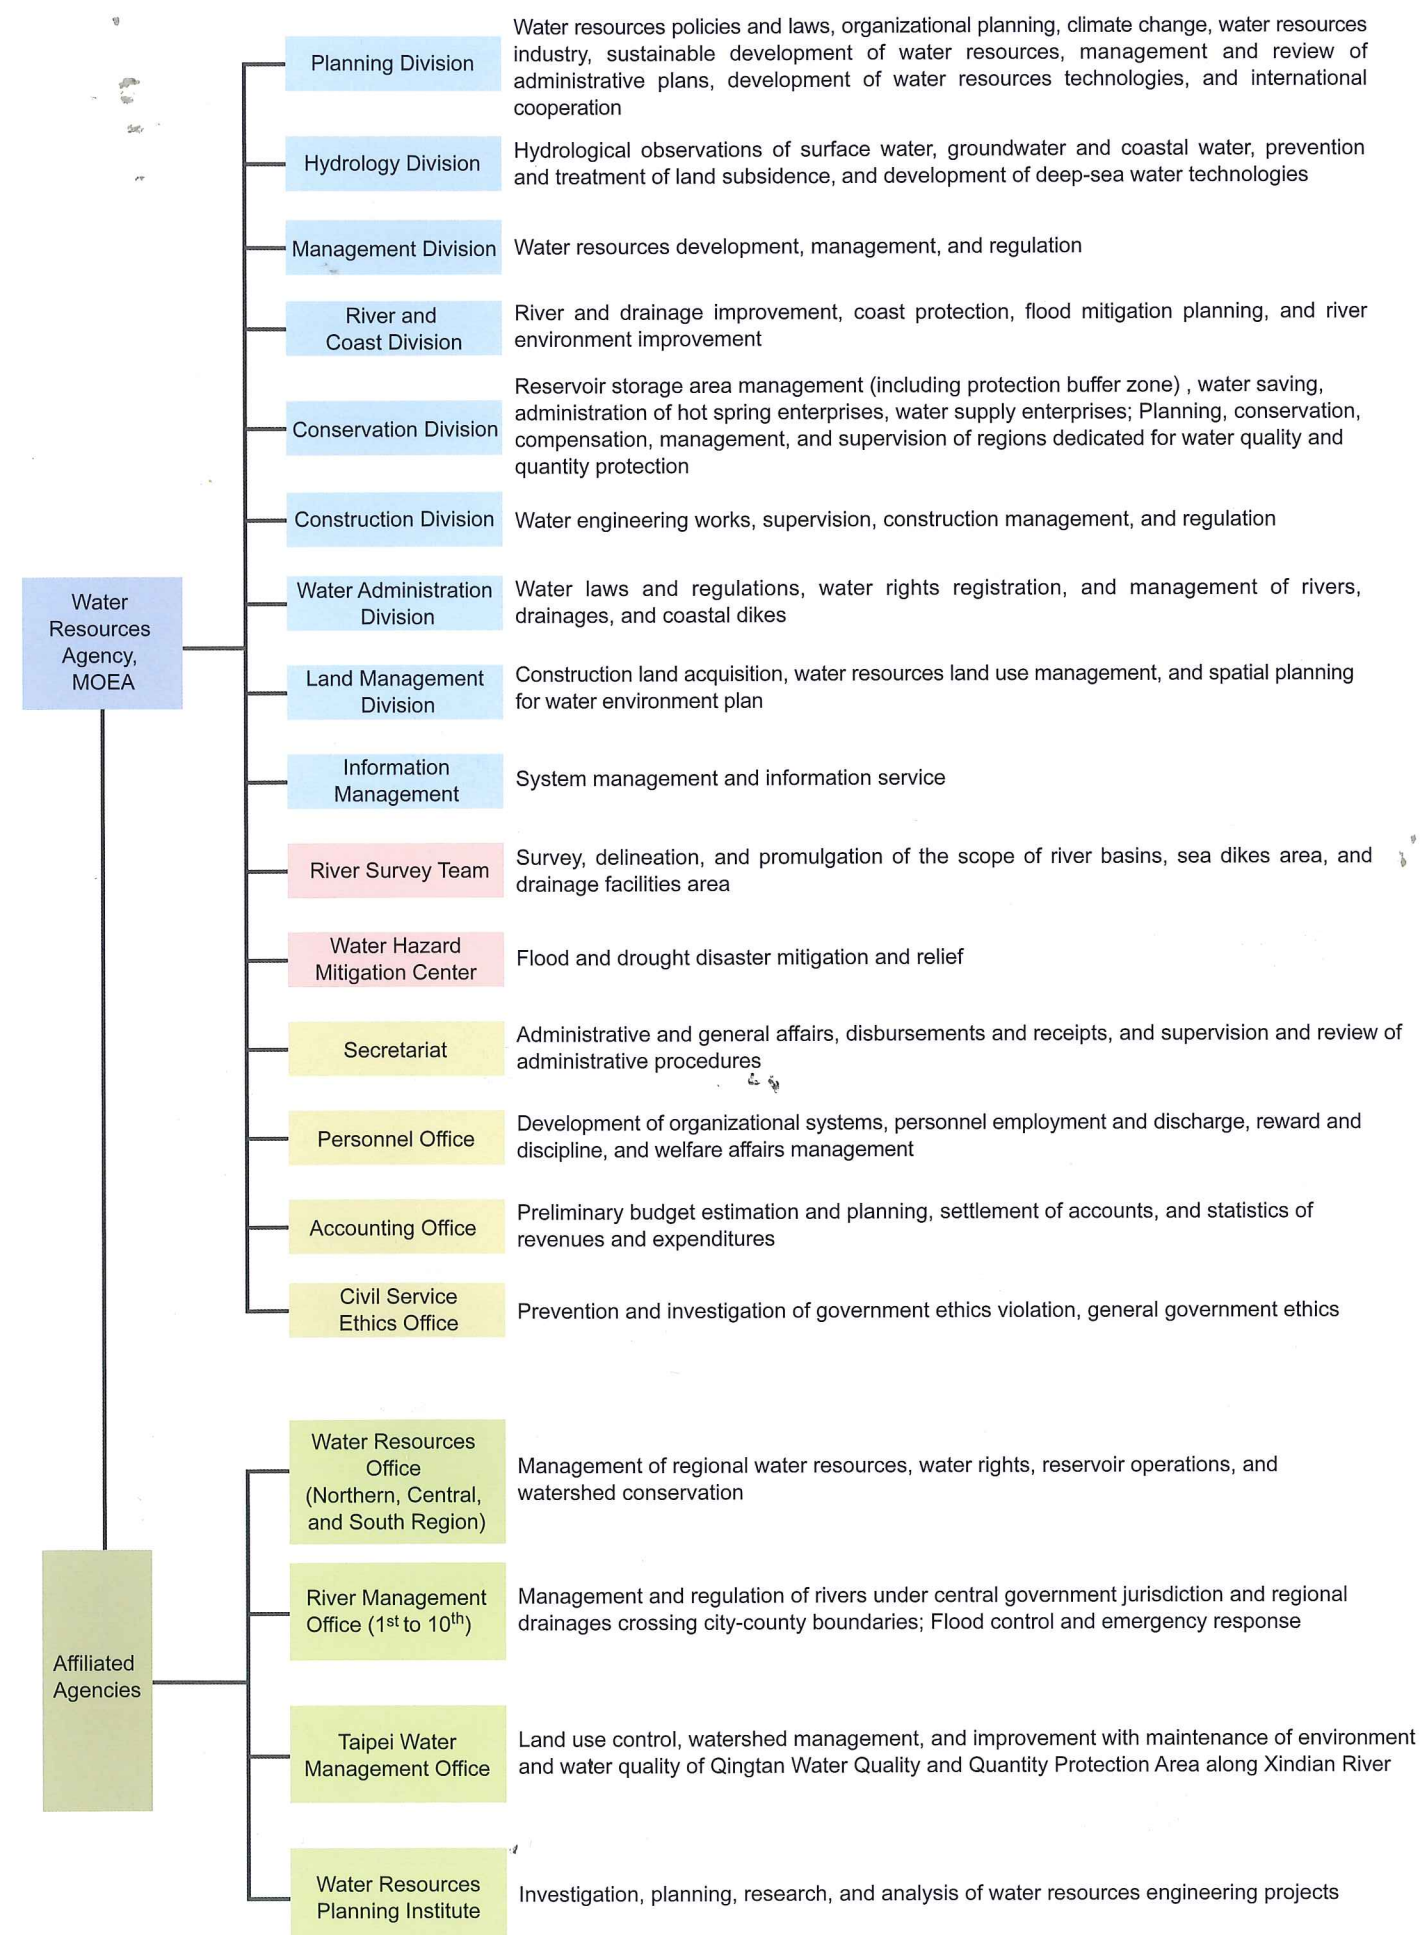 Planning Division
Water resources policies and laws, organizational planning, climate change, water resources
industry, sustainable development of water resources, management and review of
administrative plans, development of water resources technologies, and international
cooperation
Hydrology Division
Hydrological observations of surface water, groundwater and coastal water, prevention
and treatment of land subsidence, and development of deep-sea water technologies
Management Division
Water resources development, management, and regulation
River and
Coast Division
River and drainage improvement, coast protection, flood mitigation planning, and river
environment improvement
Conservation Division
Reservoir storage area management (including protection buffer zone) , water saving,
administration of hot spring enterprises, water supply enterprises; Planning, conservation,
compensation, management, and supervision of regions dedicated for water quality and
quantity protection
Construction Division
Water engineering works, supervision, construction management, and regulation
Water
Resources
Agency,
MOEA
Water Administration
Division
Water laws and regulations, water rights registration, and management of rivers,
drainages, and coastal dikes
Land Management
Division
Construction land acquisition, water resources land use management, and spatial planning
for water environment plan
Information
Management
System management and information service
River Survey Team
Survey, delineation, and promulgation of the scope of river basins, sea dikes area, and
drainage facilities area
Water Hazard
Mitigation Center
Flood and drought disaster mitigation and relief
Secretariat
Administrative and general affairs, disbursements and receipts, and supervision and review of
administrative procedures
Personnel Office
Development of organizational systems, personnel employment and discharge, reward and
discipline, and welfare affairs management
Accounting Office
Preliminary budget estimation and planning, settlement of accounts, and statistics of
revenues and expenditures
Civil Service
Ethics Office
Prevention and investigation of government ethics violation, general government ethics
Water Resources
Office
(Northern, Central,
and South Region)
Management of regional water resources, water rights, reservoir operations, and
watershed conservation
River Management
Office (1st to 10th)
Management and regulation of rivers under central government jurisdiction and regional
drainages crossing city-county boundaries; Flood control and emergency response
Affiliated
Agencies
Taipei Water
Management Office
Land use control, watershed management, and improvement with maintenance of environment
and water quality of Qingtan Water Quality and Quantity Protection Area along Xindian River
Water Resources
Planning Institute
Investigation, planning, research, and analysis of water resources engineering projects